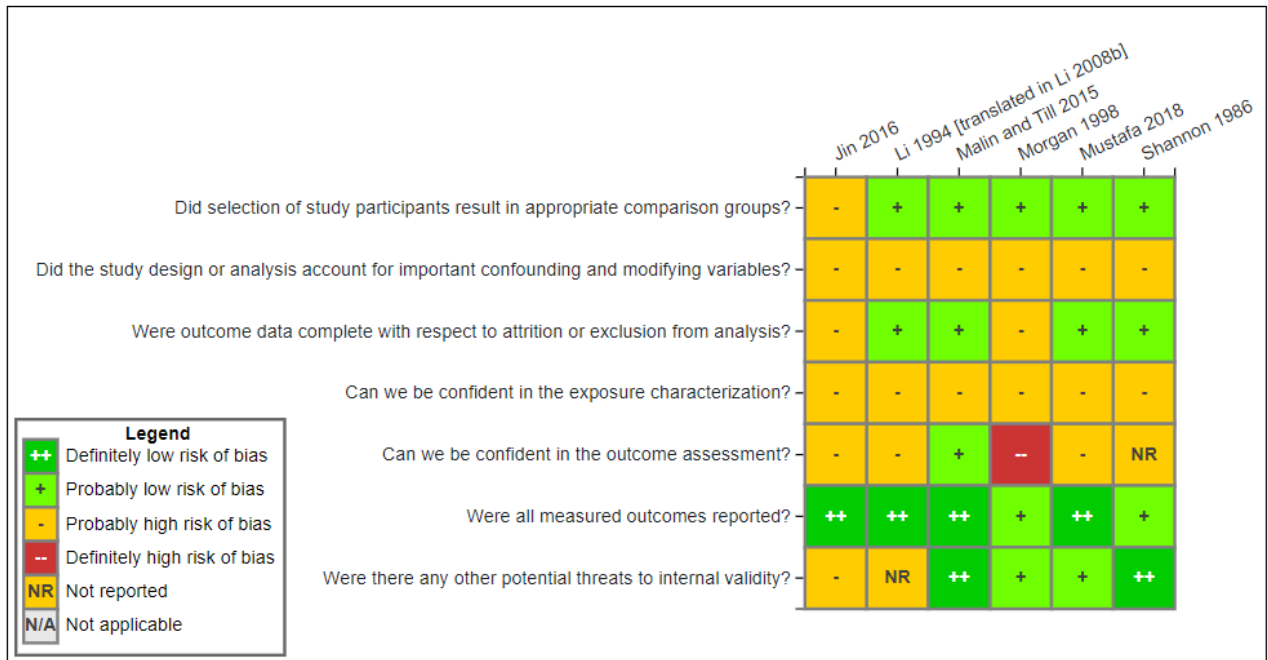 Jin 2016
Li 1994 [translated in Li 2008b]
Malin and Till 2015
Morgan 1998
Mustafa 2018
Shannon 1986
Did selection of study participants result in appropriate comparison groups? - + + + + +
Did the study design or analysis account for important confounding and modifying variables? - - - - - -
Were outcome data complete with respect to attrition or exclusion from analysis? - + + - + +
Can we be confident in the exposure characterization? - - - - - -
Can we be confident in the outcome assessment? - - + -- - NR
Were all measured outcomes reported? ++ ++ ++ + ++ +
Were there any other potential threats to internal validity? - NR ++ + + ++
Legend
++ Definitely low risk of bias
+ Probably low risk of bias
- Probably high risk of bias
-- Definitely high risk of bias
NR Not reported
N/A Not applicable